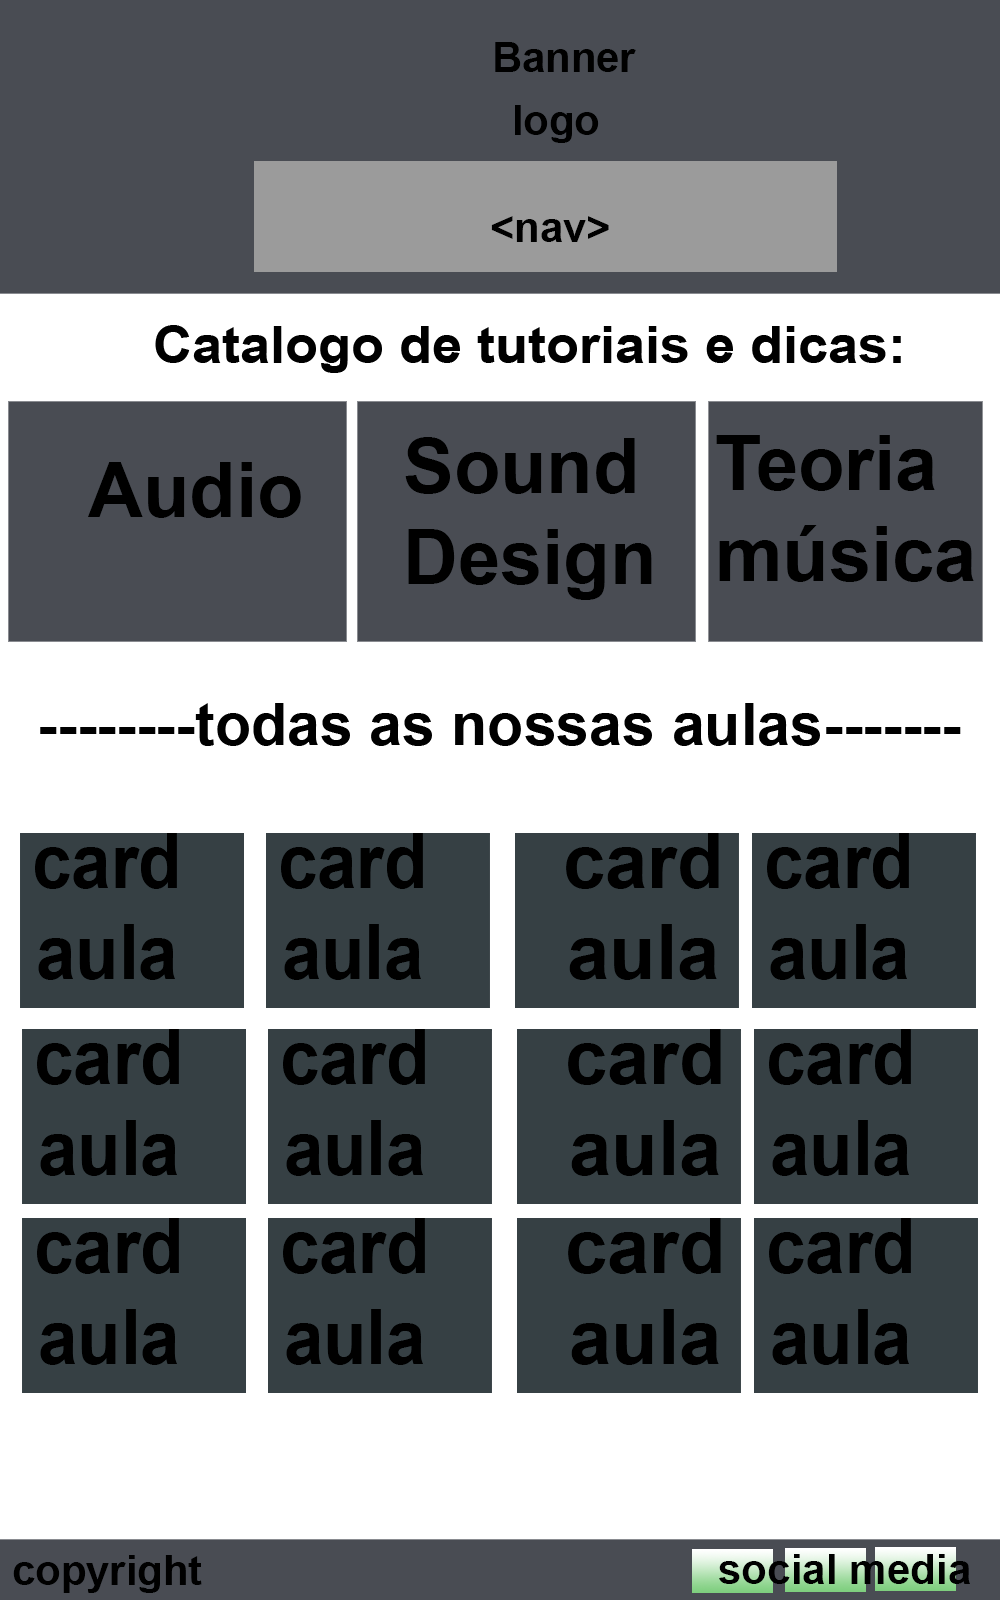 Banner
logo
<nav>
Catalogo de tutoriais e dicas:
Audio
Sound
Design
Teoria
música
--------todas as nossas aulas-------
card
aula
card
aula
card
aula
card
aula
card
aula
card
aula
card
aula
card
aula
card
aula
card
aula
card
aula
card
aula
copyright
social media